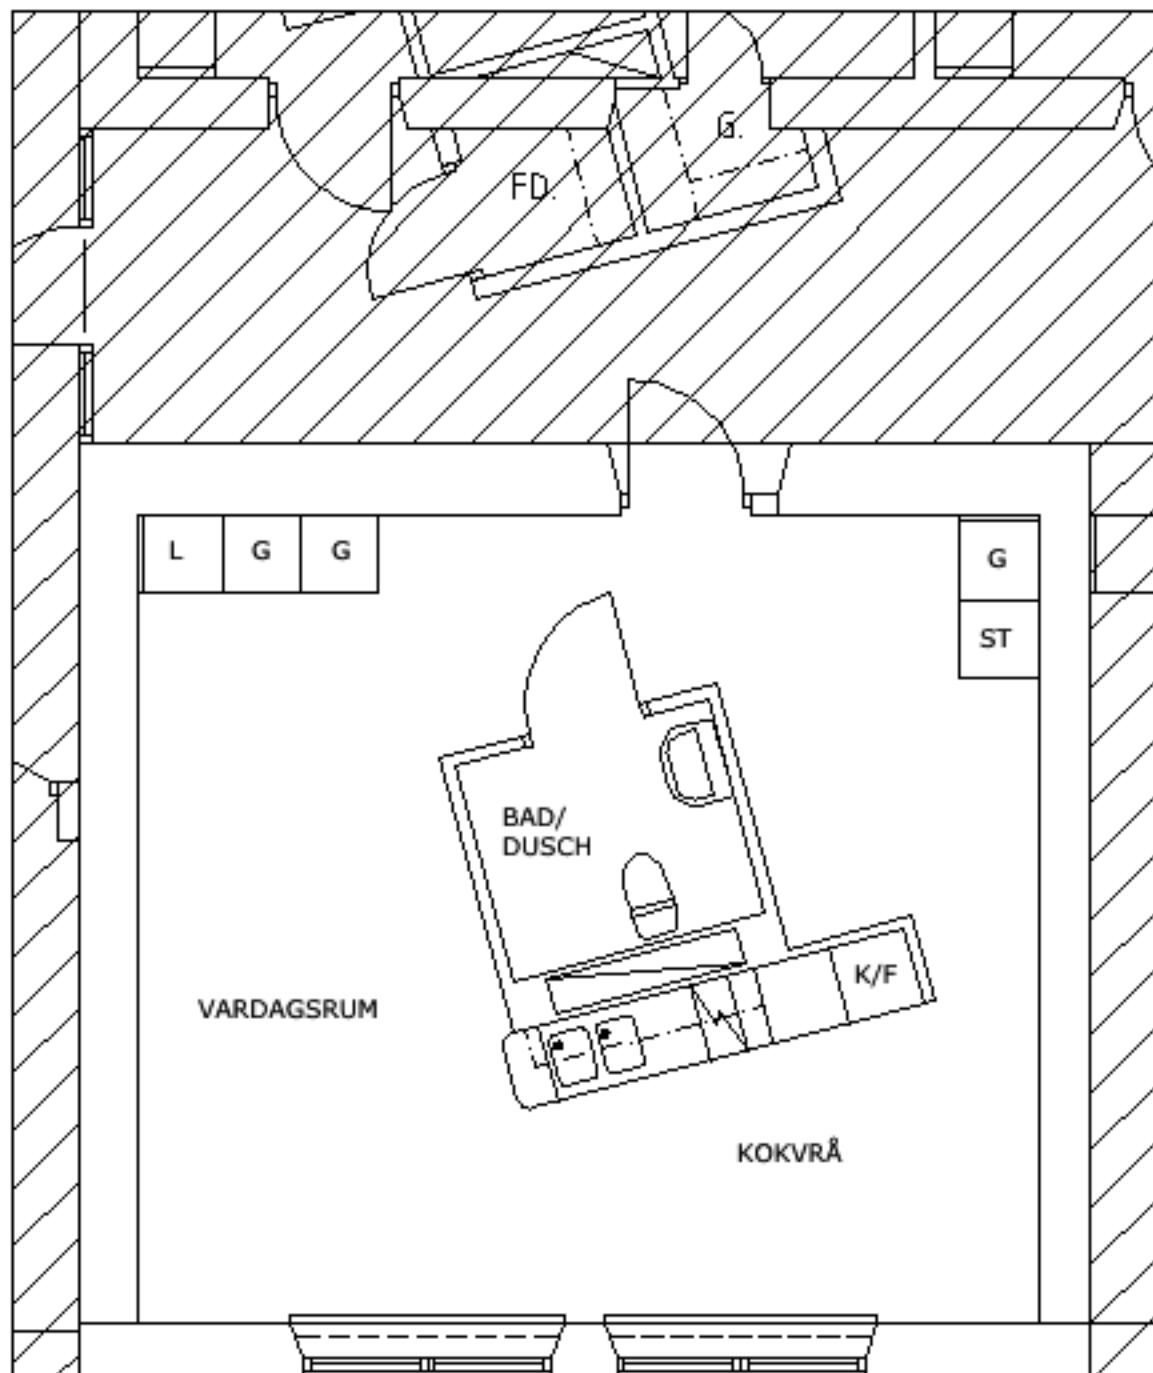 G.
FD.
L G G
G
ST
BAD/
DUSCH
K/F
VARDAGSRUM
KOKVRÅ